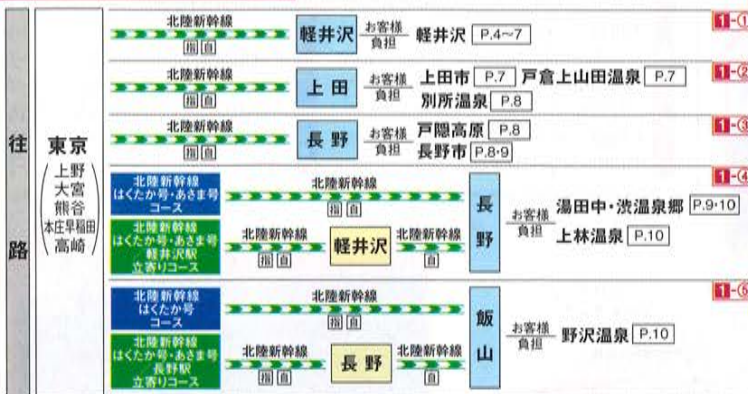 往路
東京
(上野
大宮
熊谷
本庄早稲田
高崎)
1-①
北陸新幹線
指 自
軽井沢
お客様負担
軽井沢 P.4~7
1-②
北陸新幹線
指 自
上田
お客様負担
上田市 P.7 戸倉上山田温泉 P.7
別所温泉 P.8
1-③
北陸新幹線
指 自
長野
お客様負担
戸隠高原 P.8
長野市 P.8・9
1-④
北陸新幹線
はくたか号・あさま号
コース
北陸新幹線
指 自
北陸新幹線
はくたか号・あさま号
軽井沢駅
立寄りコース
北陸新幹線
指 自
軽井沢
北陸新幹線
自
長野
お客様負担
湯田中・渋温泉郷 P.9・10
上林温泉 P.10
1-⑤
北陸新幹線
はくたか号
コース
北陸新幹線
指 自
北陸新幹線
はくたか号・あさま号
長野駅
立寄りコース
北陸新幹線
指 自
長野
北陸新幹線
自
飯山
お客様負担
野沢温泉 P.10